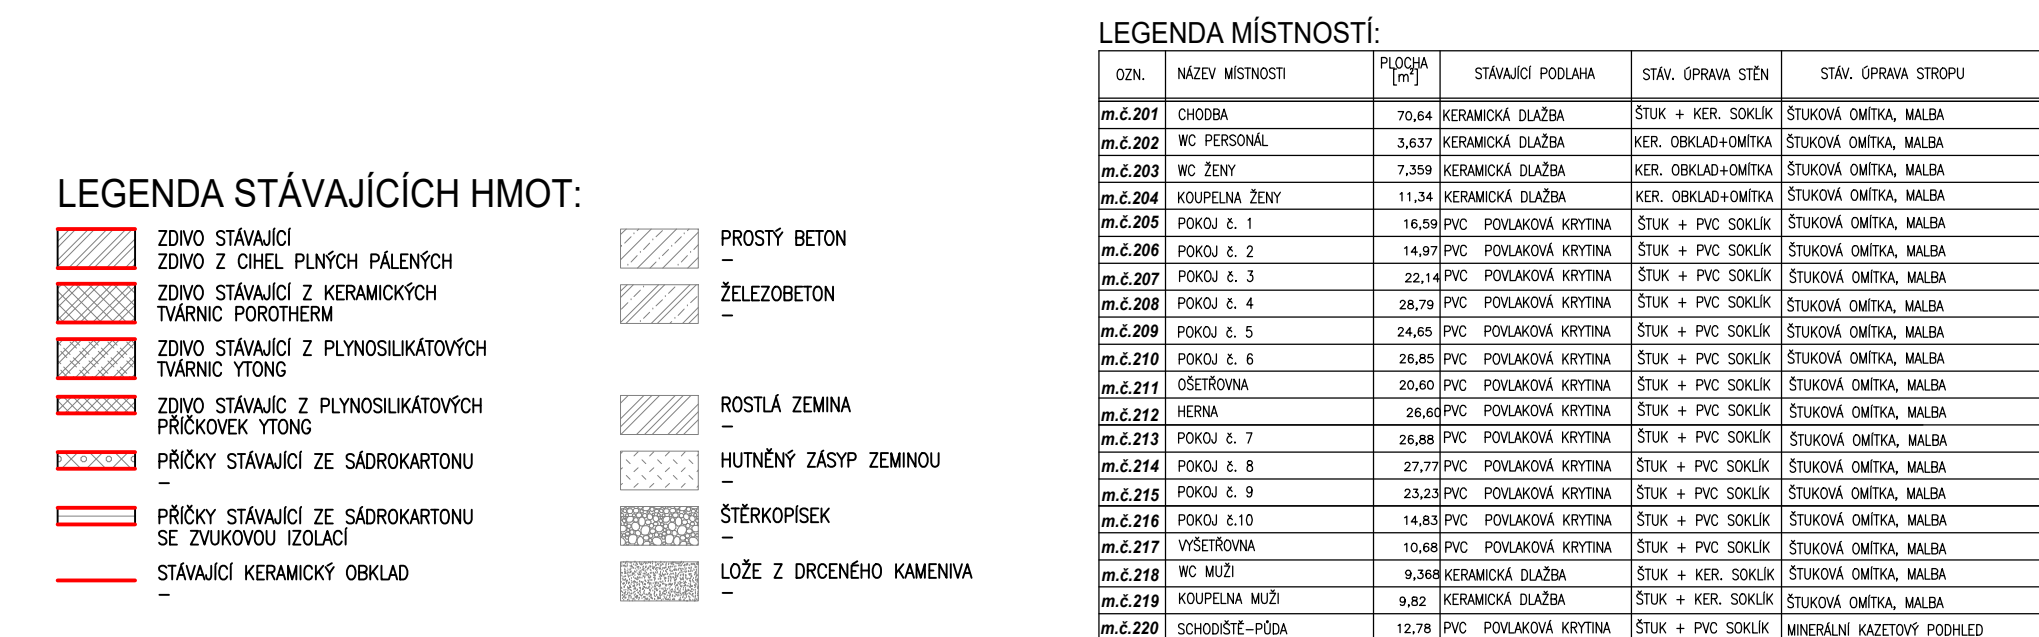 LEGENDA STÁVAJÍCÍCH HMOT:
ZDIVO STÁVAJÍCÍ
ZDIVO Z CIHEL PLNÝCH PÁLENÝCH
ZDIVO STÁVAJÍCÍ Z KERAMICKÝCH
TVÁRNIC POROTHERM
ZDIVO STÁVAJÍCÍ Z PLYNOSILIKÁTOVÝCH
TVÁRNIC YTONG
ZDIVO STÁVAJÍC Z PLYNOSILIKÁTOVÝCH
PŘÍČKOVEK YTONG
PŘÍČKY STÁVAJÍCÍ ZE SÁDROKARTONU
–
PŘÍČKY STÁVAJÍCÍ ZE SÁDROKARTONU
SE ZVUKOVOU IZOLACÍ
STÁVAJÍCÍ KERAMICKÝ OBKLAD
–
PROSTÝ BETON
–
ŽELEZOBETON
–
ROSTLÁ ZEMINA
–
HUTNĚNÝ ZÁSYP ZEMINOU
–
ŠTĚRKOPÍSEK
–
LOŽE Z DRCENÉHO KAMENIVA
–
LEGENDA MÍSTNOSTÍ:
OZN. NÁZEV MÍSTNOSTI PLOCHA [m²] STÁVAJÍCÍ PODLAHA STÁV. ÚPRAVA STĚN STÁV. ÚPRAVA STROPU
m.č.201 CHODBA 70,64 KERAMICKÁ DLAŽBA ŠTUK + KER. SOKLÍK ŠTUKOVÁ OMÍTKA, MALBA
m.č.202 WC PERSONÁL 3,637 KERAMICKÁ DLAŽBA KER. OBKLAD+OMÍTKA ŠTUKOVÁ OMÍTKA, MALBA
m.č.203 WC ŽENY 7,359 KERAMICKÁ DLAŽBA KER. OBKLAD+OMÍTKA ŠTUKOVÁ OMÍTKA, MALBA
m.č.204 KOUPELNA ŽENY 11,34 KERAMICKÁ DLAŽBA KER. OBKLAD+OMÍTKA ŠTUKOVÁ OMÍTKA, MALBA
m.č.205 POKOJ č. 1 16,59 PVC POVLAKOVÁ KRYTINA ŠTUK + PVC SOKLÍK ŠTUKOVÁ OMÍTKA, MALBA
m.č.206 POKOJ č. 2 14,97 PVC POVLAKOVÁ KRYTINA ŠTUK + PVC SOKLÍK ŠTUKOVÁ OMÍTKA, MALBA
m.č.207 POKOJ č. 3 22,14 PVC POVLAKOVÁ KRYTINA ŠTUK + PVC SOKLÍK ŠTUKOVÁ OMÍTKA, MALBA
m.č.208 POKOJ č. 4 28,79 PVC POVLAKOVÁ KRYTINA ŠTUK + PVC SOKLÍK ŠTUKOVÁ OMÍTKA, MALBA
m.č.209 POKOJ č. 5 24,65 PVC POVLAKOVÁ KRYTINA ŠTUK + PVC SOKLÍK ŠTUKOVÁ OMÍTKA, MALBA
m.č.210 POKOJ č. 6 26,85 PVC POVLAKOVÁ KRYTINA ŠTUK + PVC SOKLÍK ŠTUKOVÁ OMÍTKA, MALBA
m.č.211 OŠETŘOVNA 20,60 PVC POVLAKOVÁ KRYTINA ŠTUK + PVC SOKLÍK ŠTUKOVÁ OMÍTKA, MALBA
m.č.212 HERNA 26,60 PVC POVLAKOVÁ KRYTINA ŠTUK + PVC SOKLÍK ŠTUKOVÁ OMÍTKA, MALBA
m.č.213 POKOJ č. 7 26,88 PVC POVLAKOVÁ KRYTINA ŠTUK + PVC SOKLÍK ŠTUKOVÁ OMÍTKA, MALBA
m.č.214 POKOJ č. 8 27,77 PVC POVLAKOVÁ KRYTINA ŠTUK + PVC SOKLÍK ŠTUKOVÁ OMÍTKA, MALBA
m.č.215 POKOJ č. 9 23,23 PVC POVLAKOVÁ KRYTINA ŠTUK + PVC SOKLÍK ŠTUKOVÁ OMÍTKA, MALBA
m.č.216 POKOJ č.10 14,83 PVC POVLAKOVÁ KRYTINA ŠTUK + PVC SOKLÍK ŠTUKOVÁ OMÍTKA, MALBA
m.č.217 VYŠETŘOVNA 10,68 PVC POVLAKOVÁ KRYTINA ŠTUK + PVC SOKLÍK ŠTUKOVÁ OMÍTKA, MALBA
m.č.218 WC MUŽI 9,368 KERAMICKÁ DLAŽBA ŠTUK + KER. SOKLÍK ŠTUKOVÁ OMÍTKA, MALBA
m.č.219 KOUPELNA MUŽI 9,82 KERAMICKÁ DLAŽBA ŠTUK + KER. SOKLÍK ŠTUKOVÁ OMÍTKA, MALBA
m.č.220 SCHODIŠTĚ–PŮDA 12,78 PVC POVLAKOVÁ KRYTINA ŠTUK + PVC SOKLÍK MINERÁLNÍ KAZETOVÝ PODHLED